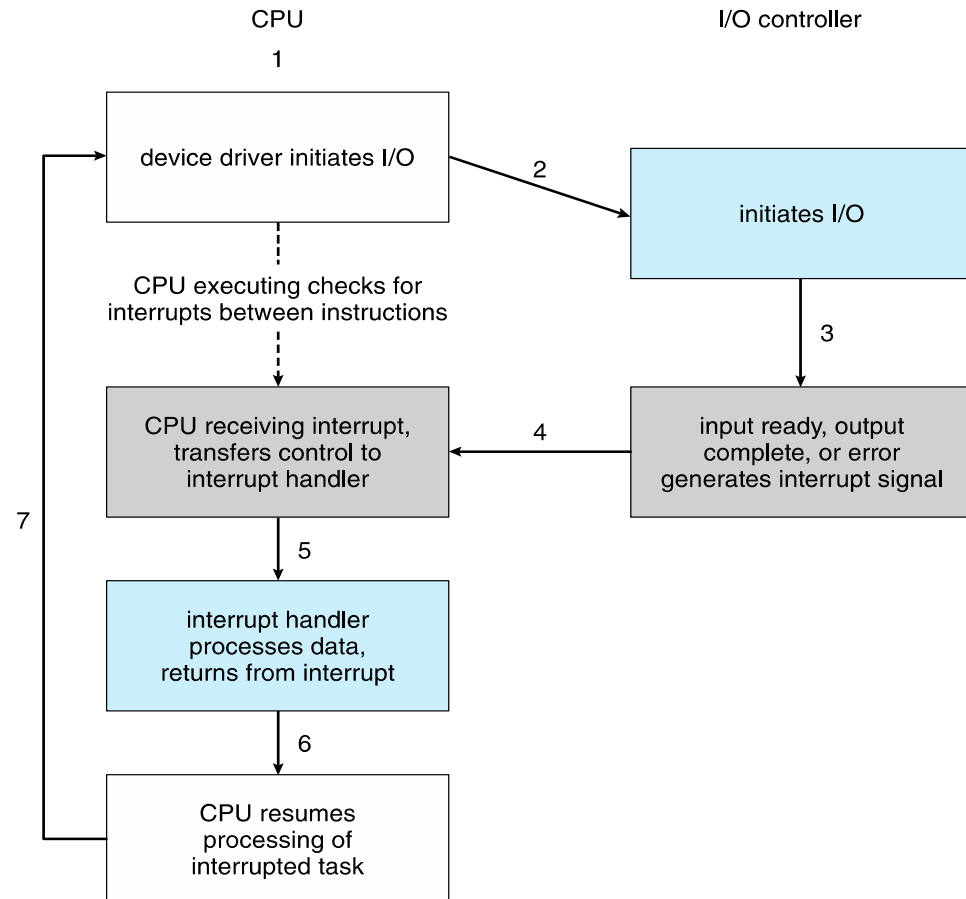 CPU
I/O controller
1
device driver initiates I/O
2
initiates I/O
CPU executing checks for
interrupts between instructions
3
CPU receiving interrupt,
transfers control to
interrupt handler
4
input ready, output
complete, or error
generates interrupt signal
7
5
interrupt handler
processes data,
returns from interrupt
6
CPU resumes
processing of
interrupted task